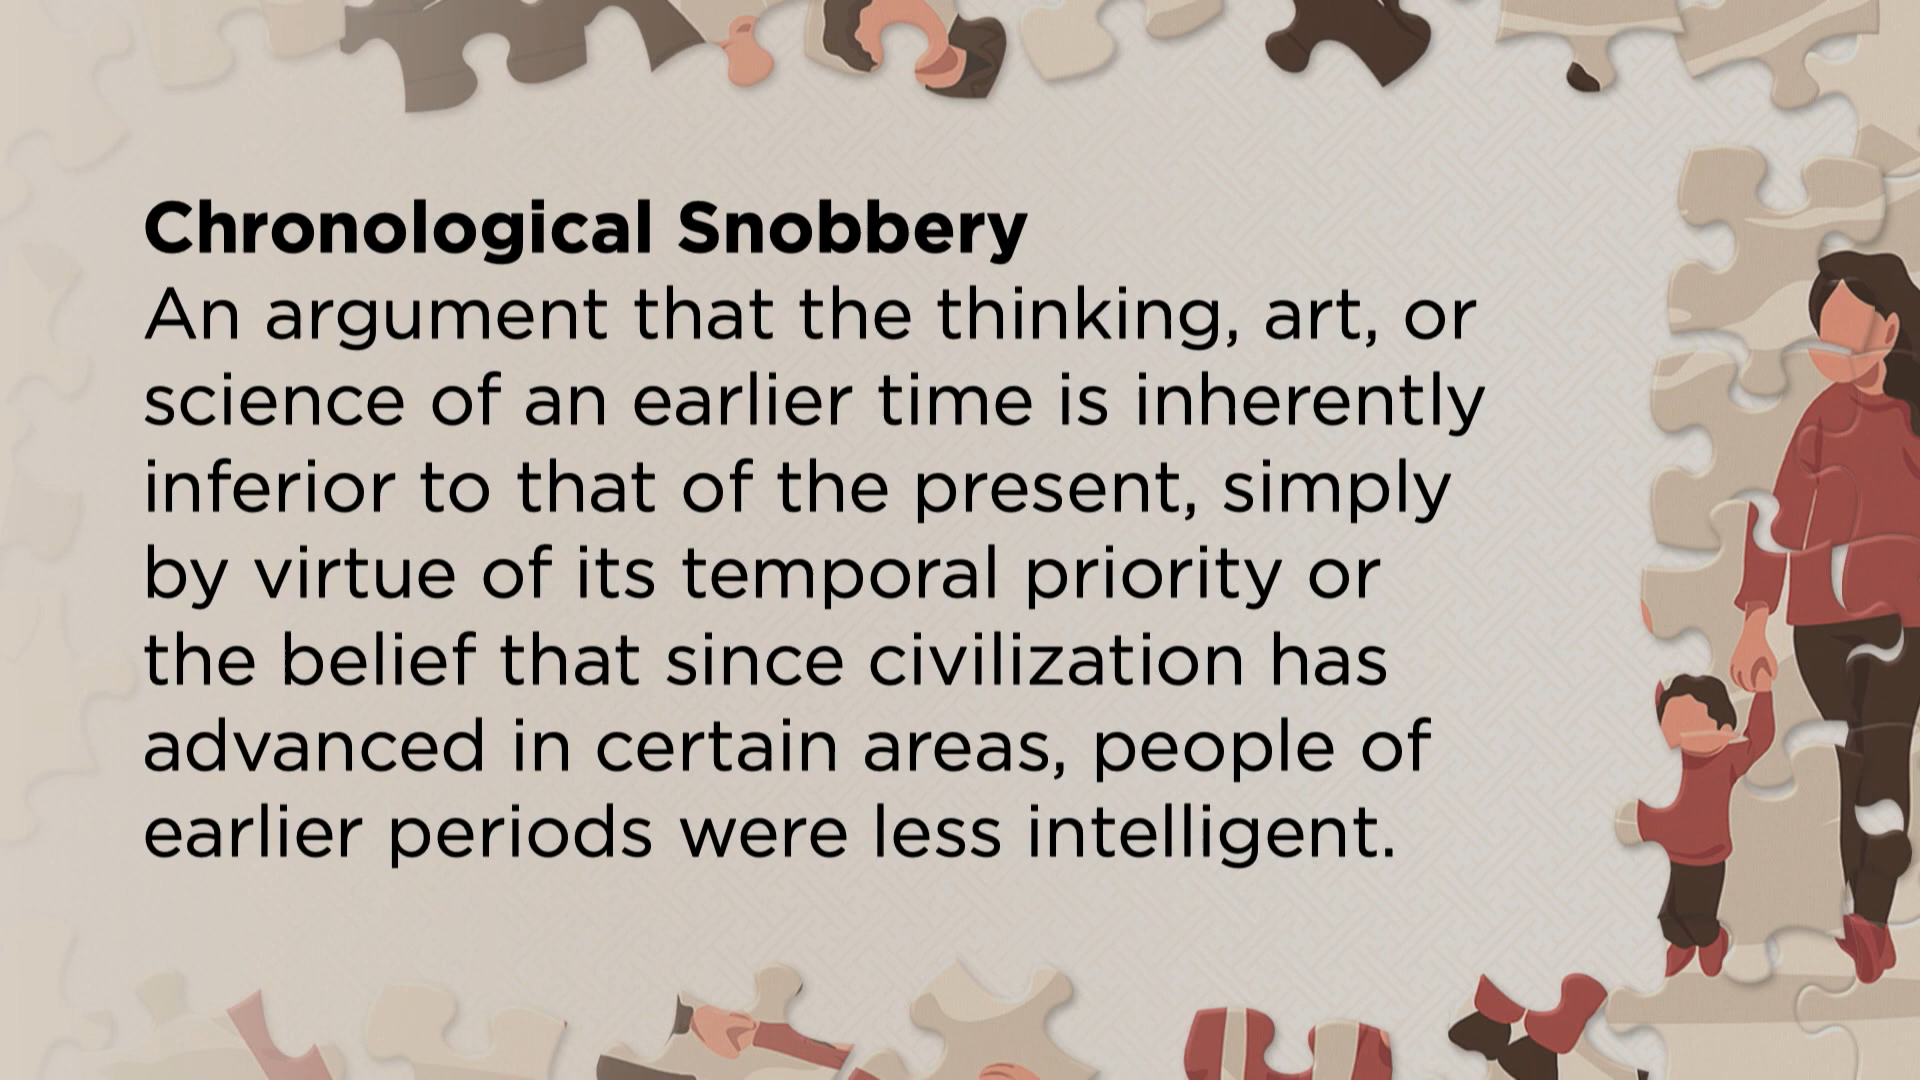 Chronological Snobbery
An argument that the thinking, art, or
science of an earlier time is inherently
inferior to that of the present, simply
by virtue of its temporal priority or
the belief that since civilization has
advanced in certain areas, people of
earlier periods were less intelligent.